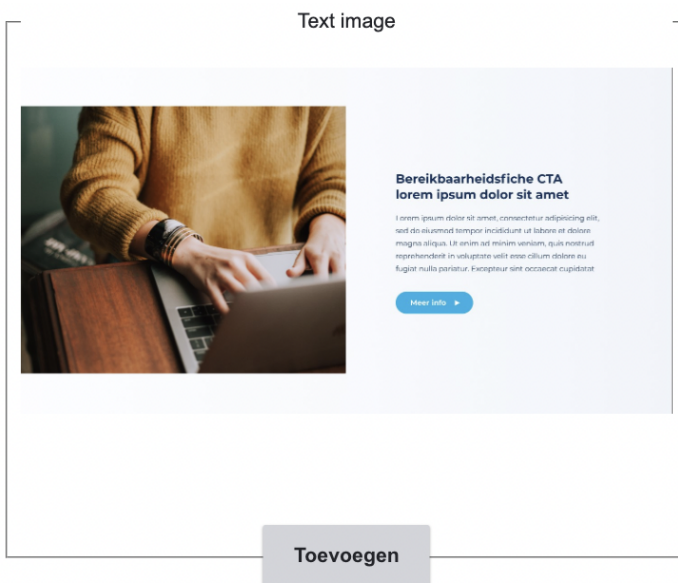 Text image
Bereikbaarheidsfiche CTA
lorem ipsum dolor sit amet
Lorem ipsum dolor sit amet, consectetur adipisicing elit,
sed do eiusmod tempor incididunt ut labore et dolore
magna aliqua. Ut enim ad minim veniam, quis nostrud
reprehenderit in voluptate velit esse cillum dolore eu
fugiat nulla pariatur. Excepteur sint occaecat cupidatat
Meer info
Toevoegen